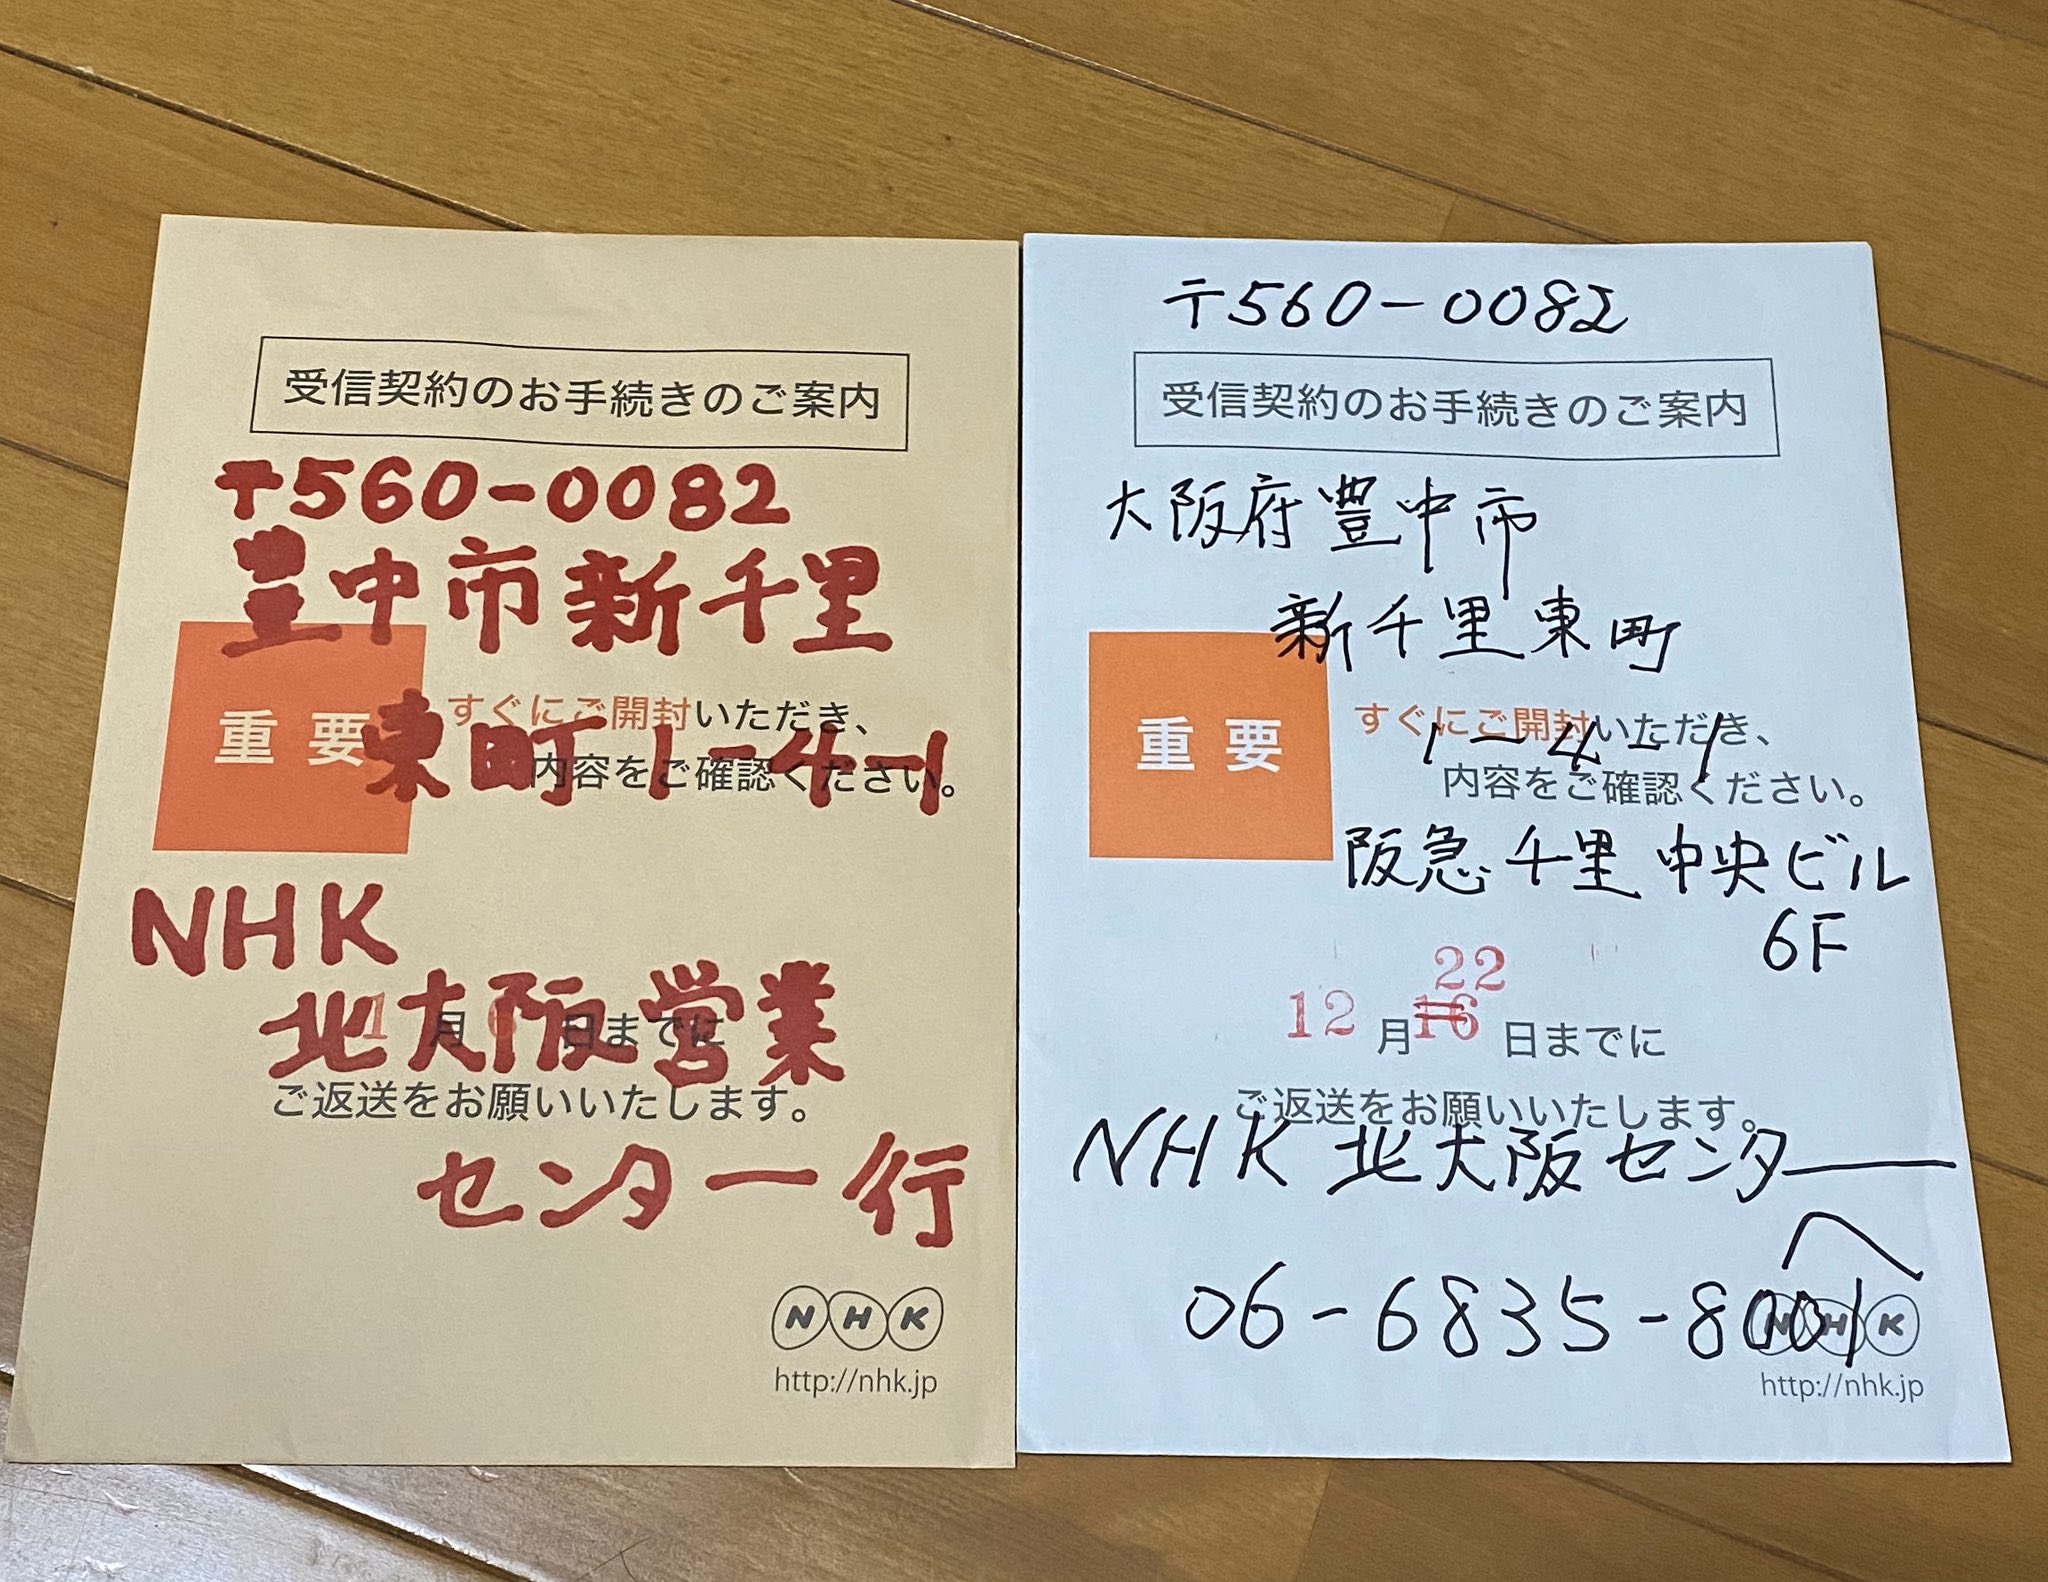 受信契約のお手続きのご案内
〒560-0082
豊中市新千里
重要
すぐにご開封いただき、
東町1-4-1
内容をご確認ください。
NHK
北大阪営業
1月6日までに
ご返送をお願いいたします。
センター行
NHK
http://nhk.jp
〒560-0082
受信契約のお手続きのご案内
大阪府豊中市
新千里東町
重要
すぐにご開封いただき、
1-4-1
内容をご確認ください。
阪急千里中央ビル
6F
22
12月16日までに
ご返送をお願いいたします。
NHK北大阪センター
へ
06-6835-8001
NHK
http://nhk.jp